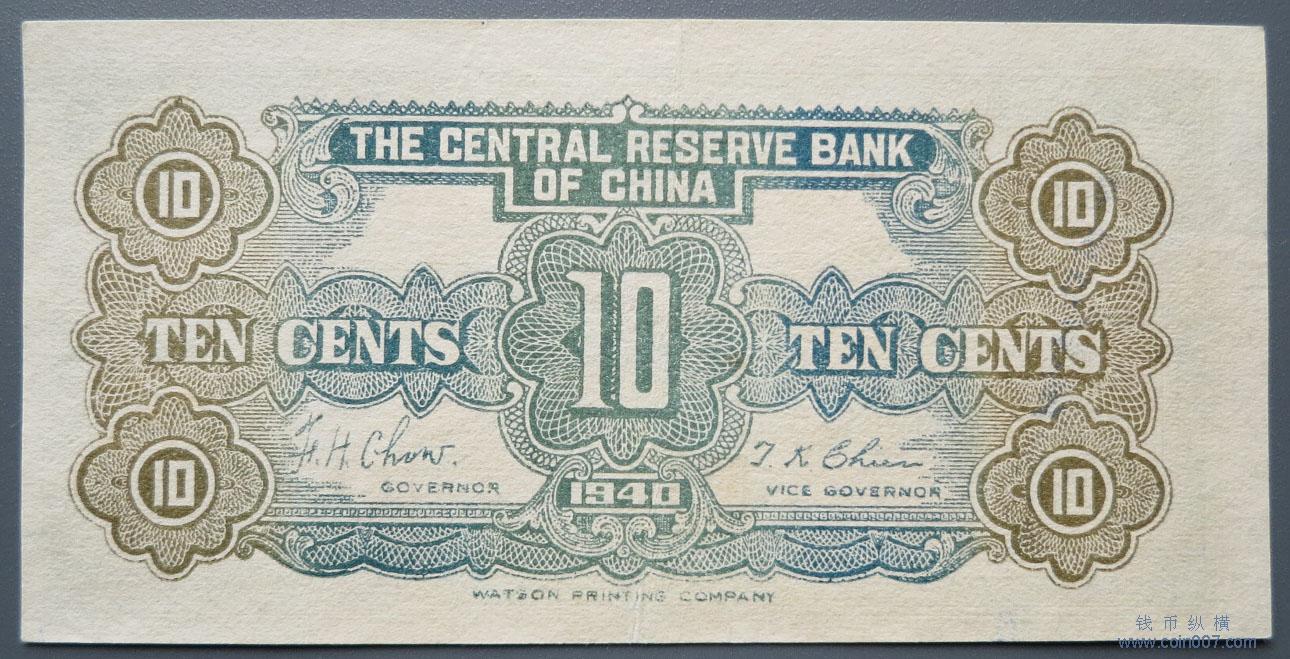 THE CENTRAL RESERVE BANK
OF CHINA
10
10
10
TEN CENTS
TEN CENTS
F. H. Chow.
T. K. Chien
GOVERNOR
VICE GOVERNOR
10
1940
10
WATSON PRINTING COMPANY
钱币纵横
www.coin007.com